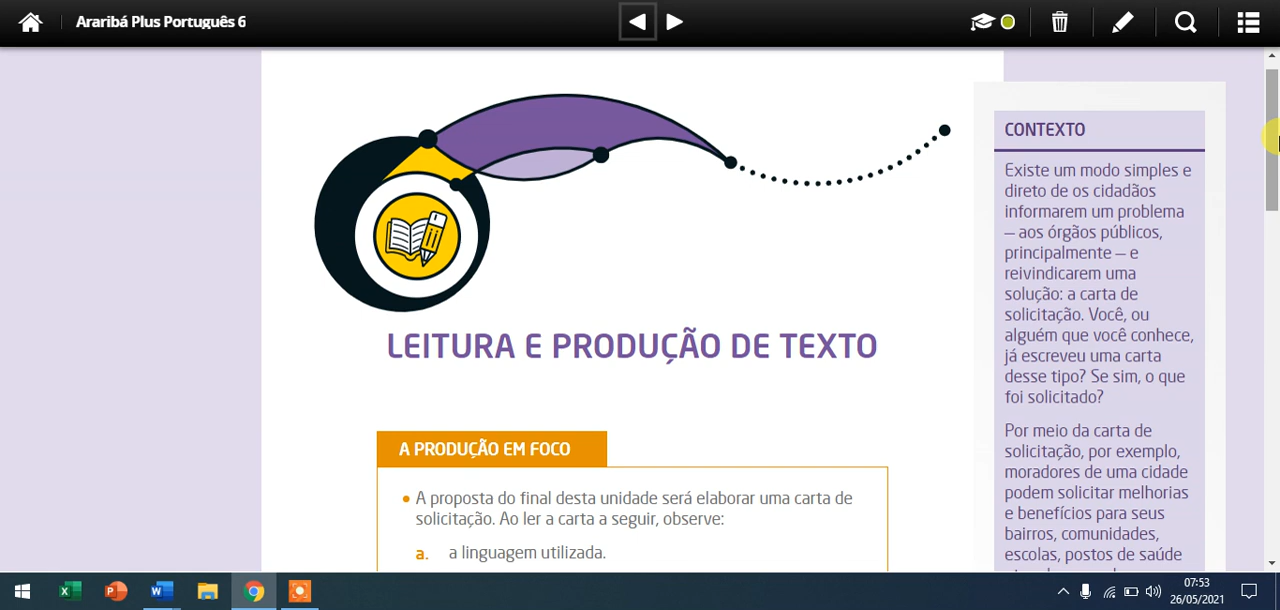 Araribá Plus Português 6
LEITURA E PRODUÇÃO DE TEXTO
A PRODUÇÃO EM FOCO
• A proposta do final desta unidade será elaborar uma carta de
solicitação. Ao ler a carta a seguir, observe:
a. a linguagem utilizada.
CONTEXTO
Existe um modo simples e
direto de os cidadãos
informarem um problema
— aos órgãos públicos,
principalmente — e
reivindicarem uma
solução: a carta de
solicitação. Você, ou
alguém que você conhece,
já escreveu uma carta
desse tipo? Se sim, o que
foi solicitado?
Por meio da carta de
solicitação, por exemplo,
moradores de uma cidade
podem solicitar melhorias
e benefícios para seus
bairros, comunidades,
escolas, postos de saúde
07:53
26/05/2021